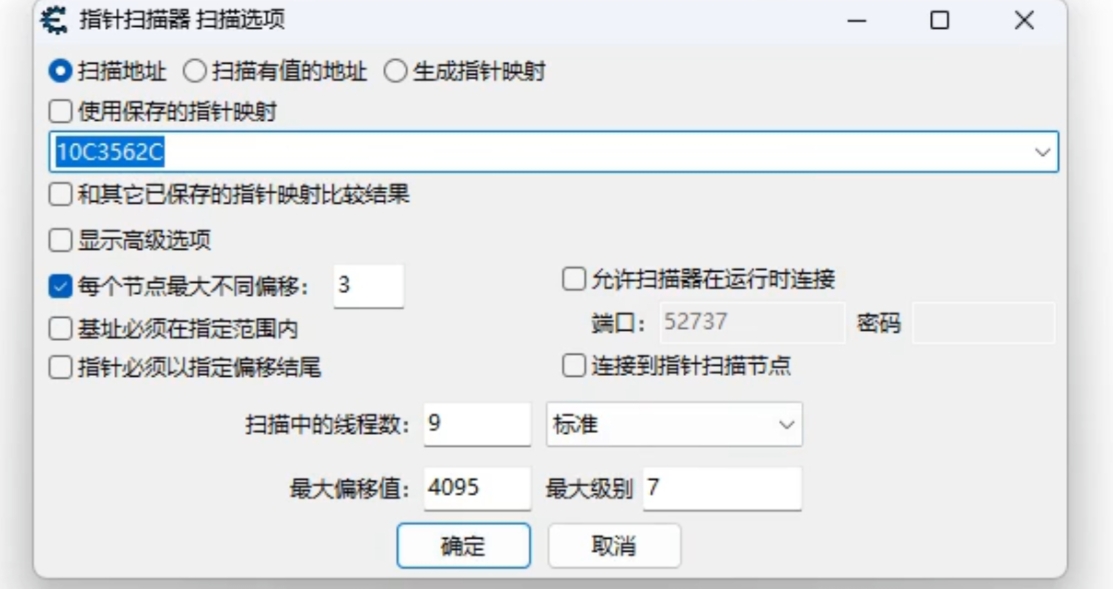 指针扫描器 扫描选项
扫描地址 扫描有值的地址 生成指针映射
使用保存的指针映射
10C3562C
和其它已保存的指针映射比较结果
显示高级选项
每个节点最大不同偏移： 3
允许扫描器在运行时连接
基址必须在指定范围内
端口： 52737 密码
指针必须以指定偏移结尾
连接到指针扫描节点
扫描中的线程数： 9 标准
最大偏移值： 4095 最大级别 7
确定 取消